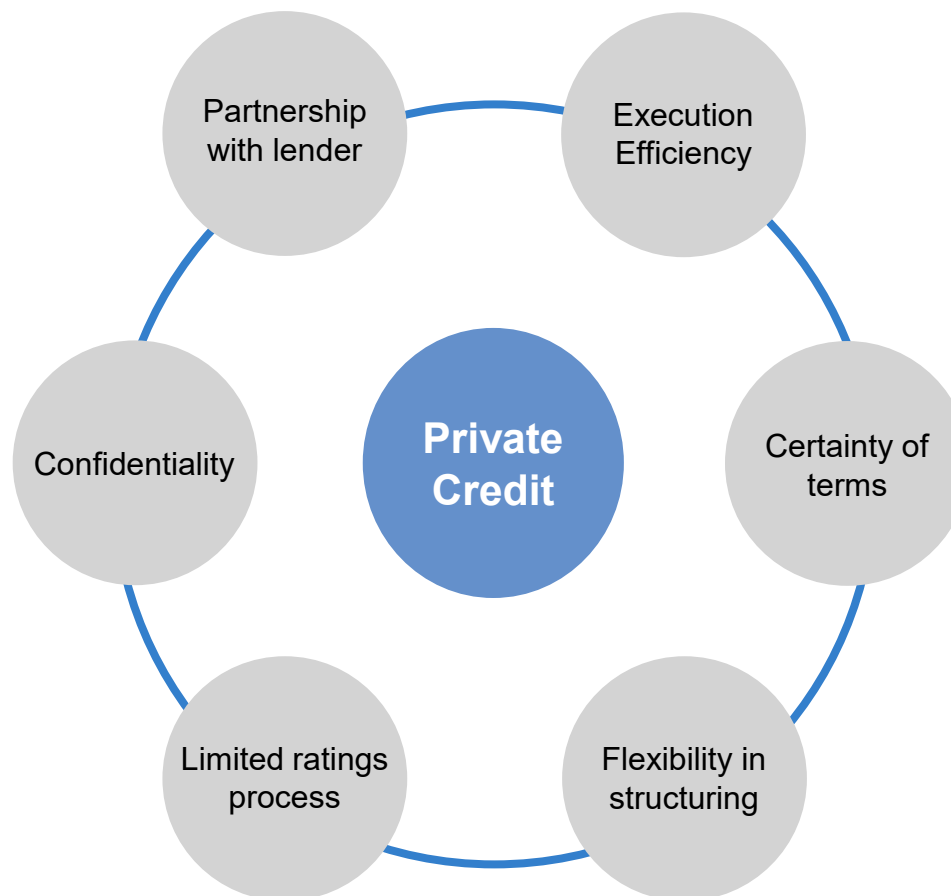 Partnership
with lender
Execution
Efficiency
Confidentiality
Private
Credit
Certainty of
terms
Limited ratings
process
Flexibility in
structuring